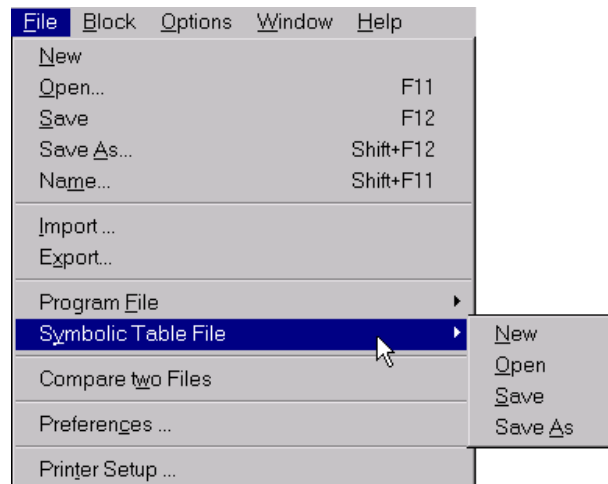 File Block Options Window Help
New
Open... F11
Save F12
Save As... Shift+F12
Name... Shift+F11
Import ...
Export...
Program File
Symbolic Table File
Compare two Files
Preferences ...
Printer Setup ...
New
Open
Save
Save As